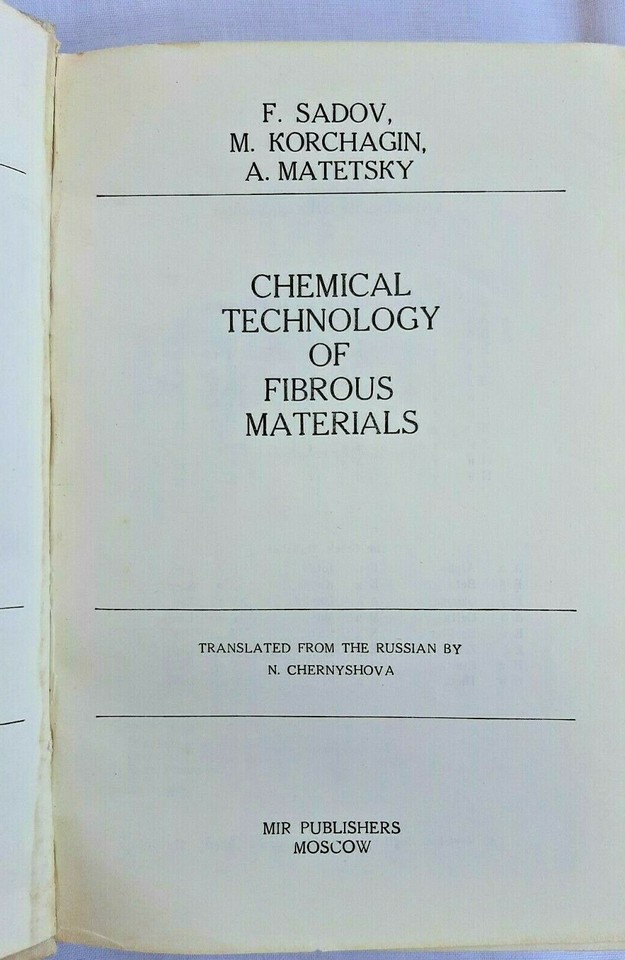 F. SADOV,
M. KORCHAGIN,
A. MATETSKY
CHEMICAL
TECHNOLOGY
OF
FIBROUS
MATERIALS
TRANSLATED FROM THE RUSSIAN BY
N. CHERNYSHOVA
MIR PUBLISHERS
MOSCOW